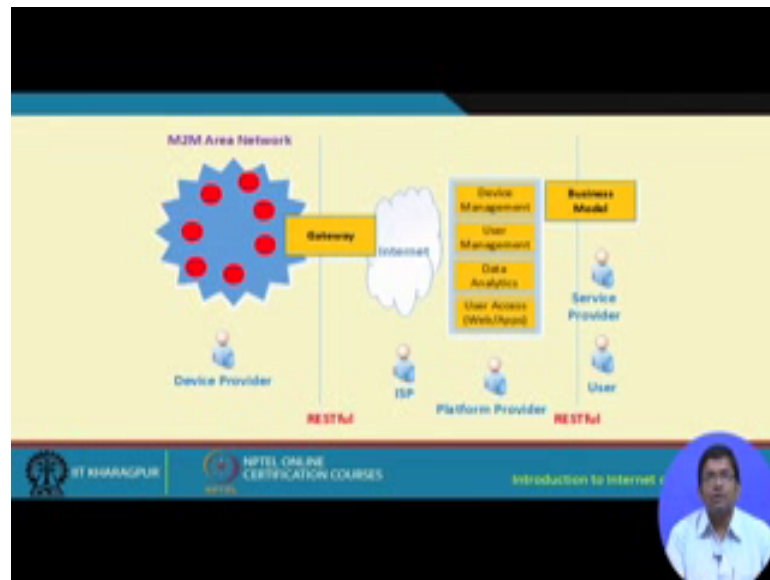 M2M Area Network
Gateway
Internet
Device
Management
User
Management
Data
Analytics
User Access
(Web/Apps)
Business
Model
Service
Provider
User
Device Provider
ISP
Platform Provider
RESTful
RESTful
IIT KHARAGPUR
NPTEL
NPTEL ONLINE
CERTIFICATION COURSES
Introduction to Internet